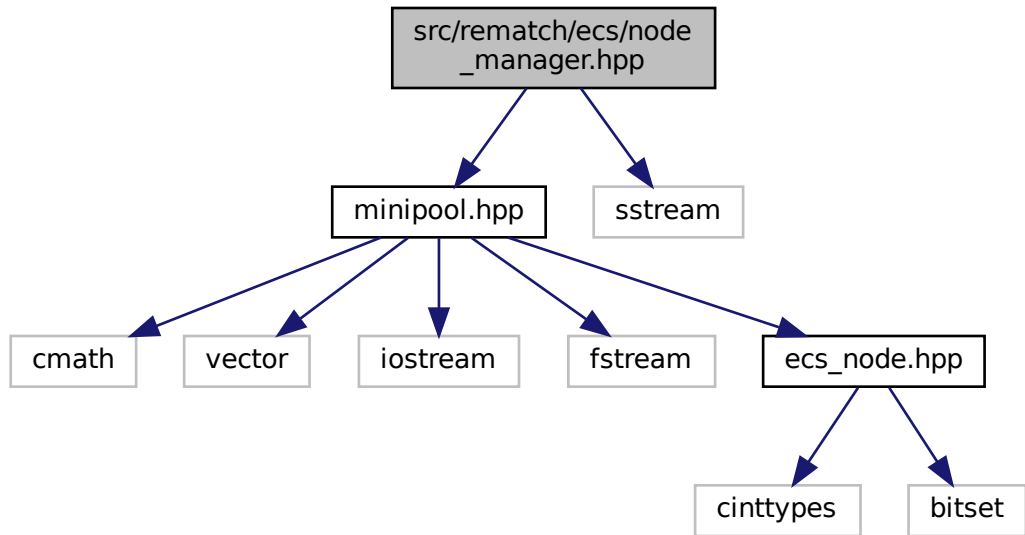 src/rematch/ecs/node
_manager.hpp
minipool.hpp
sstream
cmath
vector
iostream
fstream
ecs_node.hpp
cinttypes
bitset